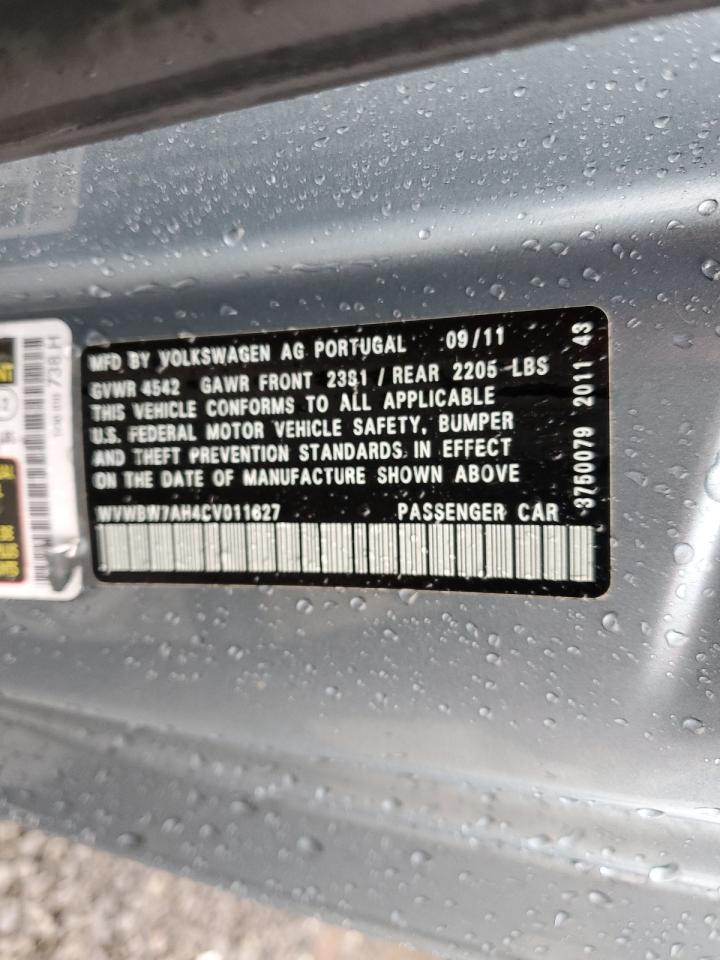 MFD BY VOLKSWAGEN AG PORTUGAL 09/11
GVWR 4542 GAWR FRONT 2381 / REAR 2205 LBS
THIS VEHICLE CONFORMS TO ALL APPLICABLE
U.S. FEDERAL MOTOR VEHICLE SAFETY, BUMPER
AND THEFT PREVENTION STANDARDS IN EFFECT
ON THE DATE OF MANUFACTURE SHOWN ABOVE
WVWBW7AH4CV011627 PASSENGER CAR
3750079 2011 43
738.H